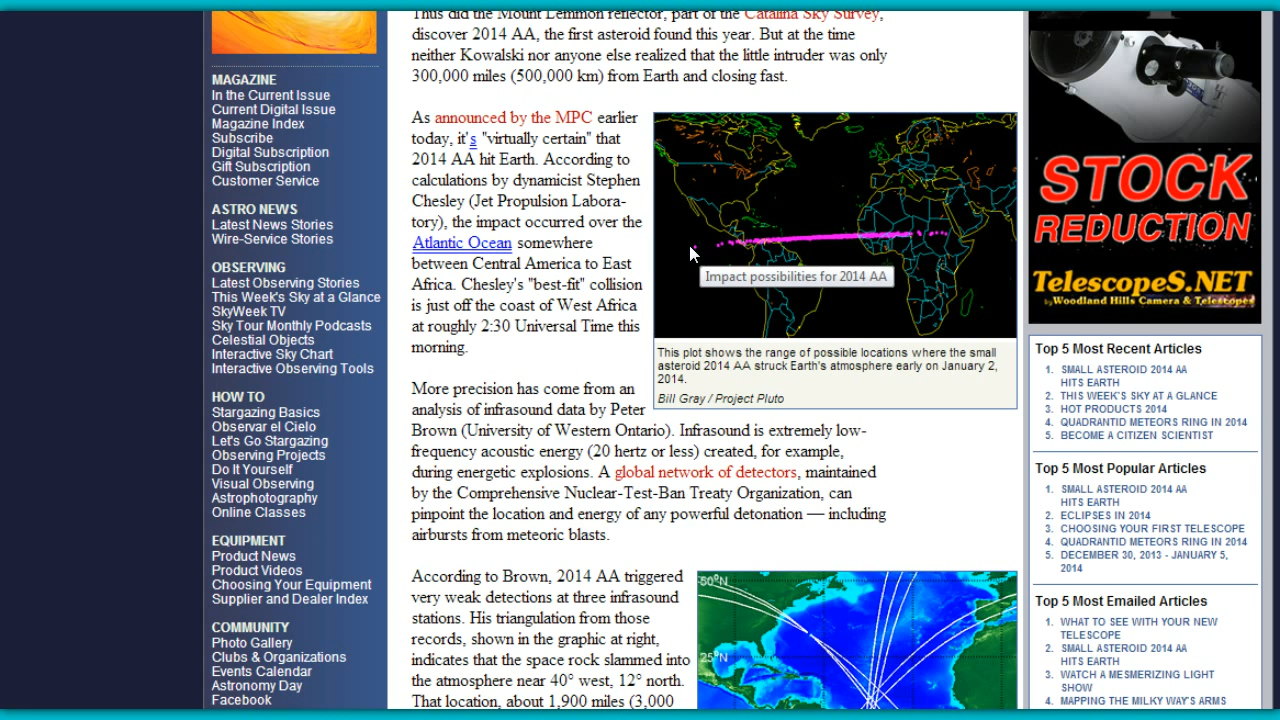 MAGAZINE
In the Current Issue
Current Digital Issue
Magazine Index
Subscribe
Digital Subscription
Gift Subscription
Customer Service
ASTRO NEWS
Latest News Stories
Wire-Service Stories
OBSERVING
Latest Observing Stories
This Week's Sky at a Glance
SkyWeek TV
Sky Tour Monthly Podcasts
Celestial Objects
Interactive Sky Chart
Interactive Observing Tools
HOW TO
Stargazing Basics
Observar el Cielo
Let's Go Stargazing
Observing Projects
Do It Yourself
Visual Observing
Astrophotography
Online Classes
EQUIPMENT
Product News
Product Videos
Choosing Your Equipment
Supplier and Dealer Index
COMMUNITY
Photo Gallery
Clubs & Organizations
Events Calendar
Astronomy Day
Facebook
Thus did the Mount Lemmon reflector, part of the Catalina Sky Survey,
discover 2014 AA, the first asteroid found this year. But at the time
neither Kowalski nor anyone else realized that the little intruder was only
300,000 miles (500,000 km) from Earth and closing fast.
As announced by the MPC earlier
today, it's "virtually certain" that
2014 AA hit Earth. According to
calculations by dynamicist Stephen
Chesley (Jet Propulsion Labora-
tory), the impact occurred over the
Atlantic Ocean somewhere
between Central America to East
Africa. Chesley's "best-fit" collision
is just off the coast of West Africa
at roughly 2:30 Universal Time this
morning.
Impact possibilities for 2014 AA
This plot shows the range of possible locations where the small
asteroid 2014 AA struck Earth's atmosphere early on January 2,
2014.
Bill Gray / Project Pluto
More precision has come from an
analysis of infrasound data by Peter
Brown (University of Western Ontario). Infrasound is extremely low-
frequency acoustic energy (20 hertz or less) created, for example,
during energetic explosions. A global network of detectors, maintained
by the Comprehensive Nuclear-Test-Ban Treaty Organization, can
pinpoint the location and energy of any powerful detonation — including
airbursts from meteoric blasts.
According to Brown, 2014 AA triggered
very weak detections at three infrasound
stations. His triangulation from those
records, shown in the graphic at right,
indicates that the space rock slammed into
the atmosphere near 40° west, 12° north.
That location, about 1,900 miles (3,000
50°N
25°N
STOCK
REDUCTION
TelescopeS.NET
by Woodland Hills Camera & Telescopes
Top 5 Most Recent Articles
1. SMALL ASTEROID 2014 AA
HITS EARTH
2. THIS WEEK'S SKY AT A GLANCE
3. HOT PRODUCTS 2014
4. QUADRANTID METEORS RING IN 2014
5. BECOME A CITIZEN SCIENTIST
Top 5 Most Popular Articles
1. SMALL ASTEROID 2014 AA
HITS EARTH
2. ECLIPSES IN 2014
3. CHOOSING YOUR FIRST TELESCOPE
4. QUADRANTID METEORS RING IN 2014
5. DECEMBER 30, 2013 - JANUARY 5,
2014
Top 5 Most Emailed Articles
1. WHAT TO SEE WITH YOUR NEW
TELESCOPE
2. SMALL ASTEROID 2014 AA
HITS EARTH
3. WATCH A MESMERIZING LIGHT
SHOW
4. MAPPING THE MILKY WAY'S ARMS